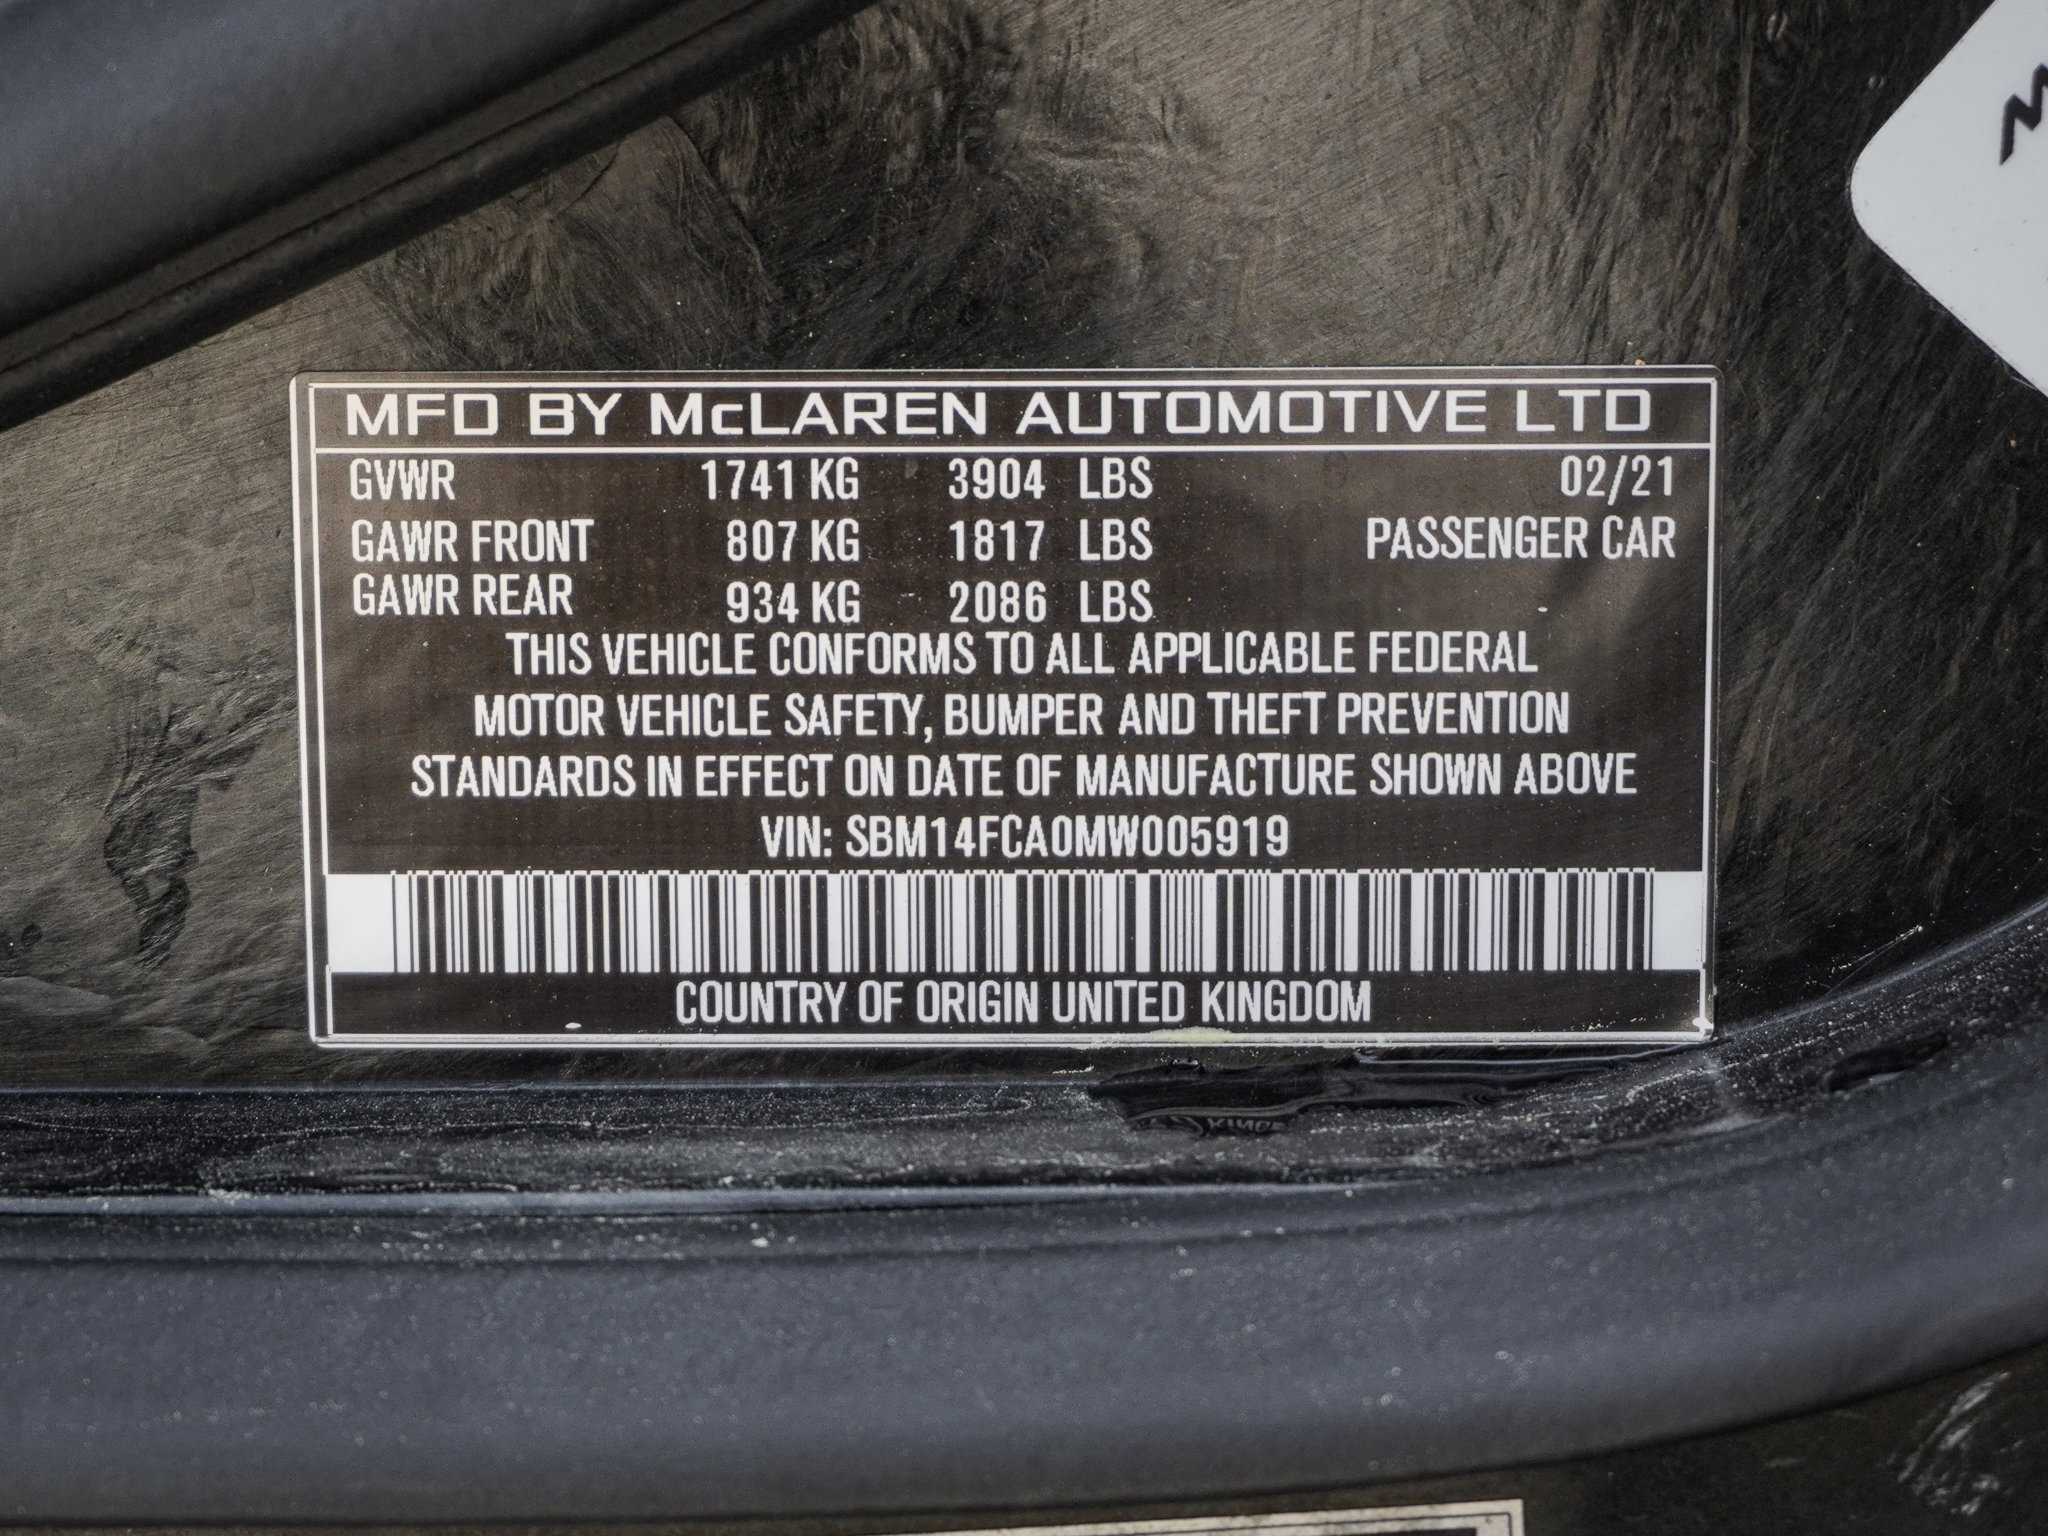 MFD BY McLAREN AUTOMOTIVE LTD
GVWR 1741 KG 3904 LBS 02/21
GAWR FRONT 807 KG 1817 LBS PASSENGER CAR
GAWR REAR 934 KG 2086 LBS
THIS VEHICLE CONFORMS TO ALL APPLICABLE FEDERAL
MOTOR VEHICLE SAFETY, BUMPER AND THEFT PREVENTION
STANDARDS IN EFFECT ON DATE OF MANUFACTURE SHOWN ABOVE
VIN: SBM14FCA0MW005919
COUNTRY OF ORIGIN UNITED KINGDOM